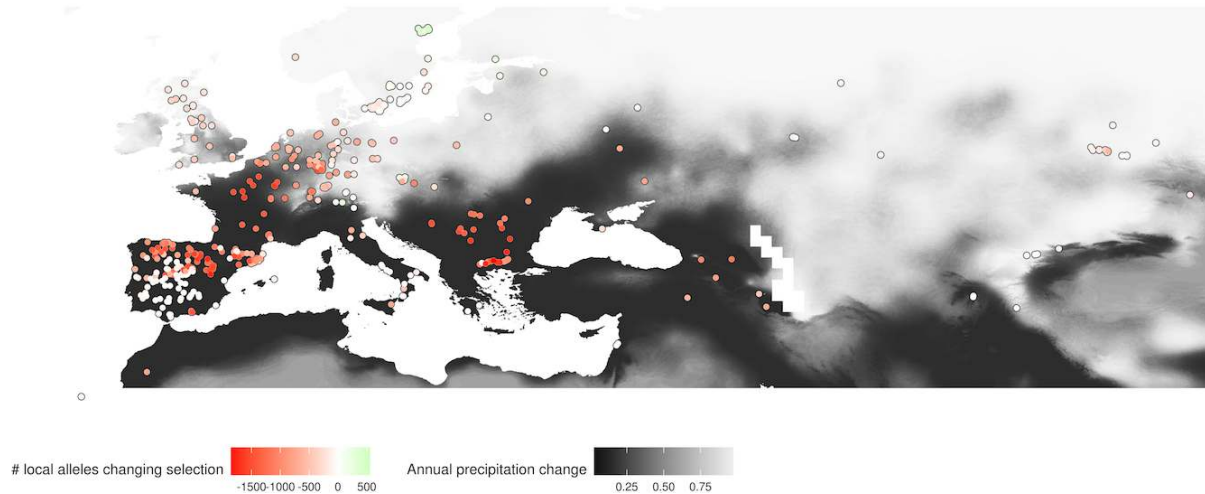 # local alleles changing selection
-1500 -1000 -500 0 500
Annual precipitation change
0.25 0.50 0.75